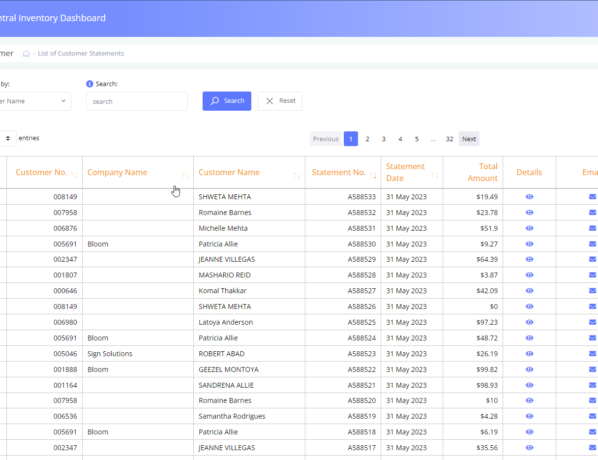 ntral Inventory Dashboard
mer - List of Customer Statements
by: Search:
er Name search Search Reset
entries Previous 1 2 3 4 5 ... 32 Next
Customer No. Company Name Customer Name Statement No. Statement Date Total Amount Details Ema
008149 SHWETA MEHTA A588533 31 May 2023 $19.49
007958 Romaine Barnes A588532 31 May 2023 $23.78
006876 Michelle Mehta A588531 31 May 2023 $51.9
005691 Bloom Patricia Allie A588530 31 May 2023 $9.27
002347 JEANNE VILLEGAS A588529 31 May 2023 $64.39
001807 MASHARIO REID A588528 31 May 2023 $3.87
000646 Komal Thakkar A588527 31 May 2023 $42.09
008149 SHWETA MEHTA A588526 31 May 2023 $0
006980 Latoya Anderson A588525 31 May 2023 $97.23
005691 Bloom Patricia Allie A588524 31 May 2023 $48.72
005046 Sign Solutions ROBERT ABAD A588523 31 May 2023 $26.19
001888 Bloom GEEZEL MONTOYA A588522 31 May 2023 $99.82
001164 SANDRENA ALLIE A588521 31 May 2023 $98.93
007958 Romaine Barnes A588520 31 May 2023 $10
006536 Samantha Rodrigues A588519 31 May 2023 $4.28
005691 Bloom Patricia Allie A588518 31 May 2023 $6.19
002347 JEANNE VILLEGAS A588517 31 May 2023 $35.56